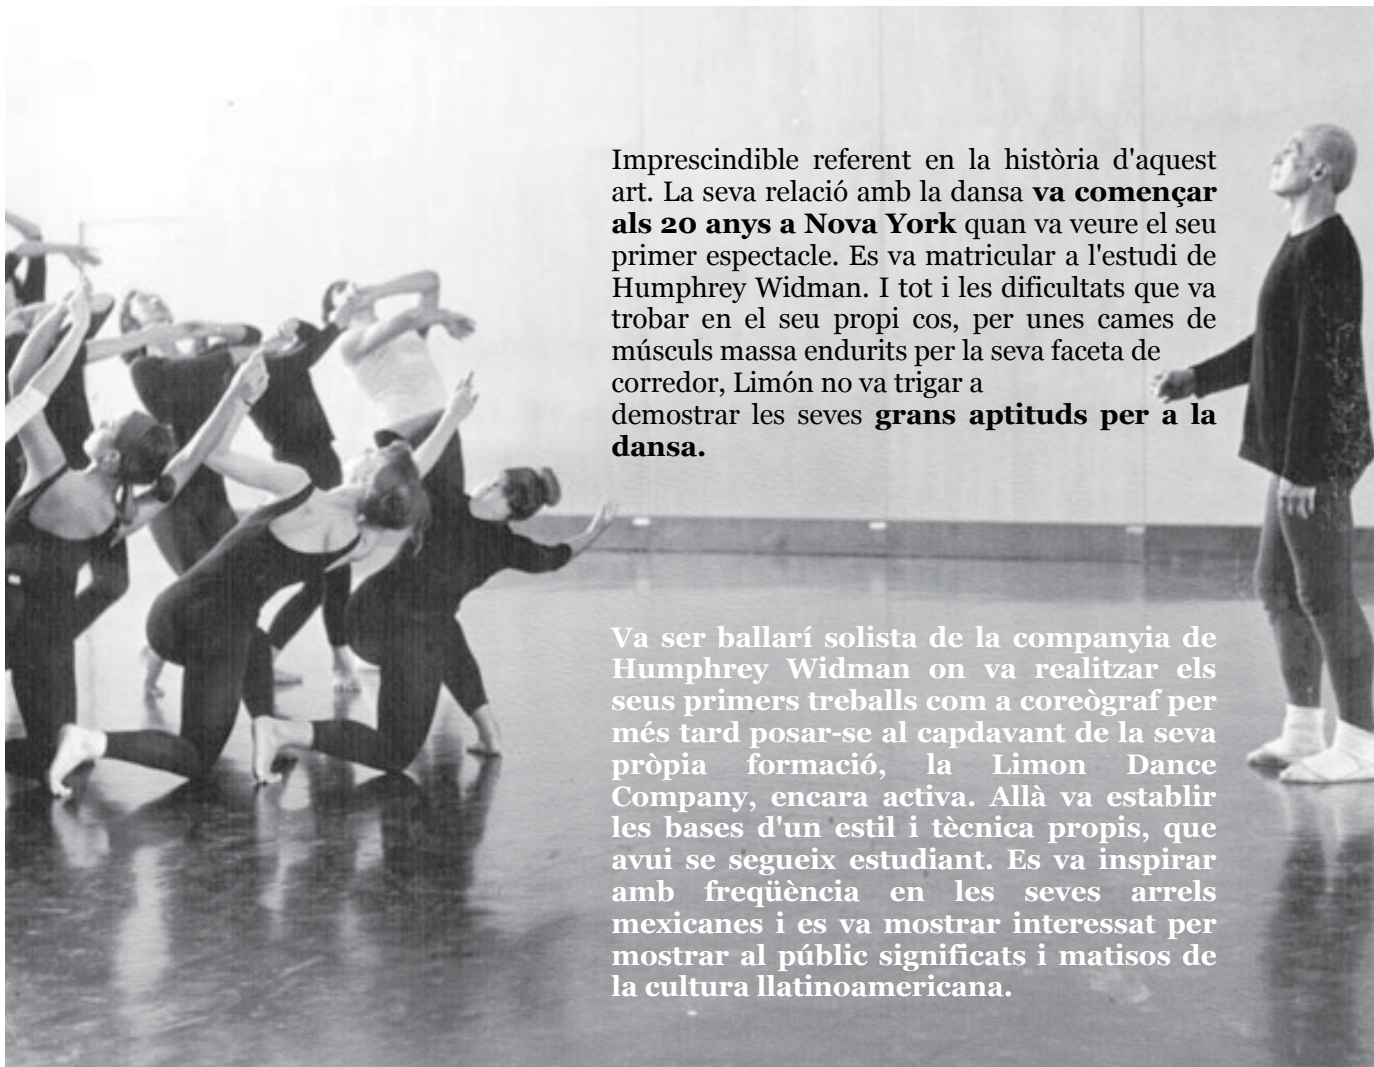 Imprescindible referent en la història d'aquest
art. La seva relació amb la dansa va començar
als 20 anys a Nova York quan va veure el seu
primer espectacle. Es va matricular a l'estudi de
Humphrey Widman. I tot i les dificultats que va
trobar en el seu propi cos, per unes cames de
músculs massa endurits per la seva faceta de
corredor, Limón no va trigar a
demostrar les seves grans aptituds per a la
dansa.
Va ser ballarí solista de la companyia de
Humphrey Widman on va realitzar els
seus primers treballs com a coreògraf per
més tard posar-se al capdavant de la seva
pròpia formació, la Limon Dance
Company, encara activa. Allà va establir
les bases d'un estil i tècnica propis, que
avui se segueix estudiant. Es va inspirar
amb freqüència en les seves arrels
mexicanes i es va mostrar interessat per
mostrar al públic significats i matisos de
la cultura llatinoamericana.